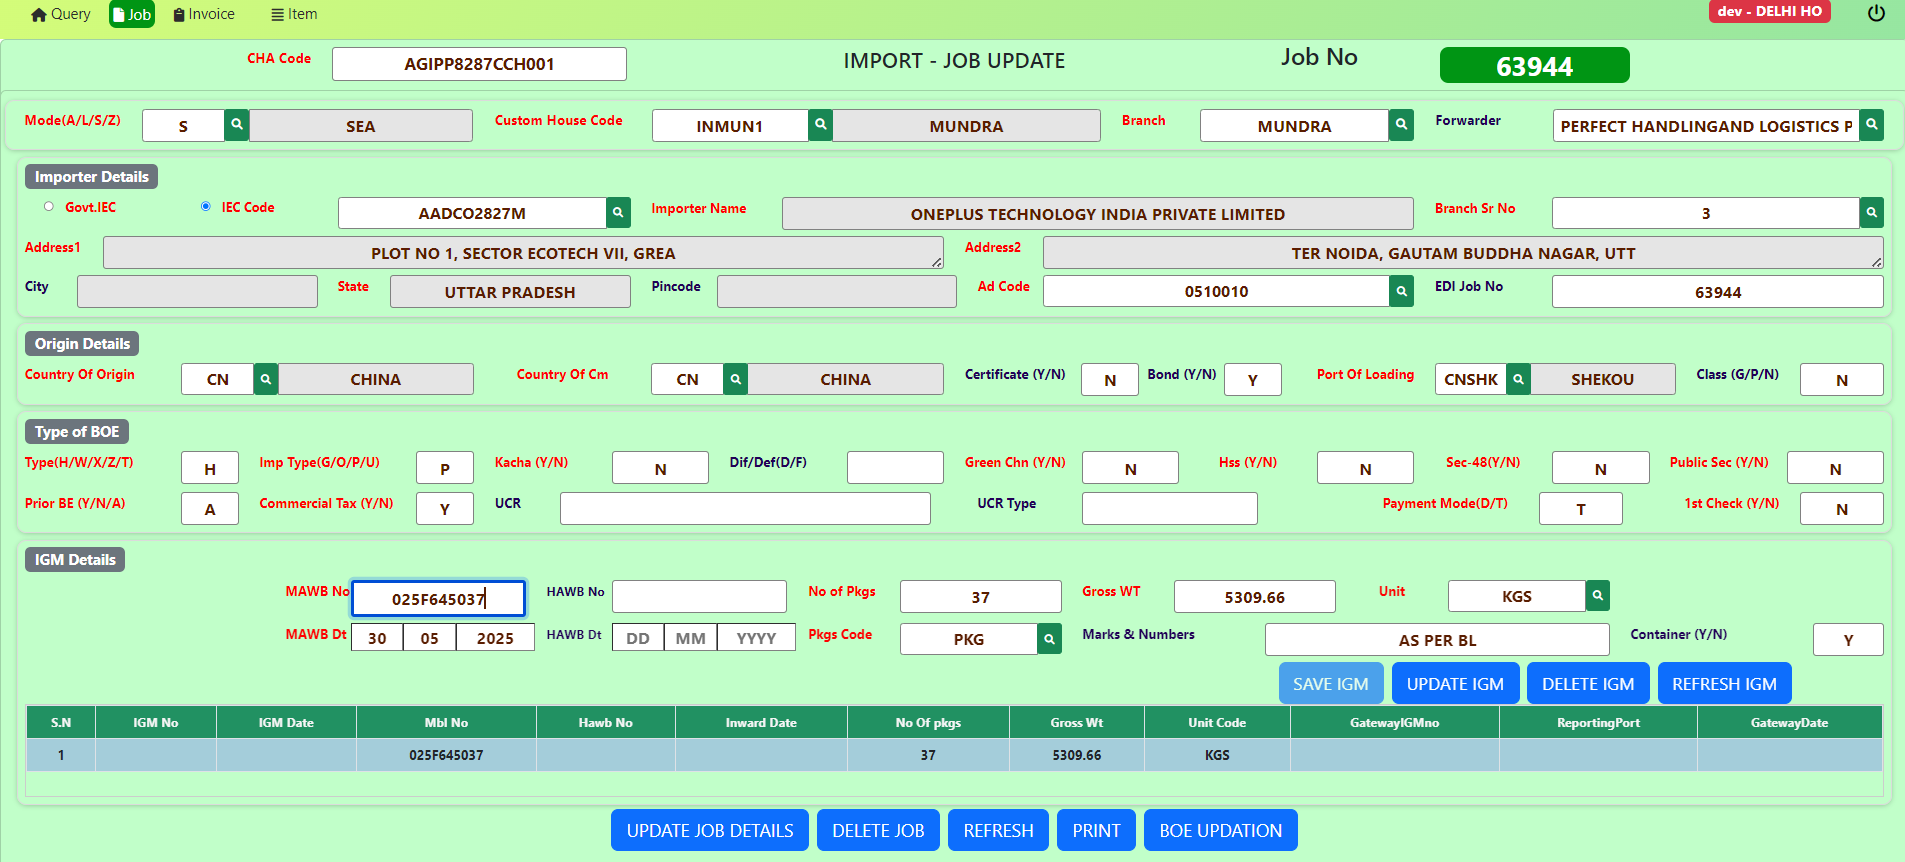 Query Job Invoice Item dev - DELHI HO
CHA Code AGIPP8287CCH001 IMPORT - JOB UPDATE Job No 63944
Mode(A/L/S/Z) S SEA Custom House Code INMUN1 MUNDRA Branch MUNDRA Forwarder PERFECT HANDLINGAND LOGISTICS P
Importer Details
Govt.IEC IEC Code AADCO2827M Importer Name ONEPLUS TECHNOLOGY INDIA PRIVATE LIMITED Branch Sr No 3
Address1 PLOT NO 1, SECTOR ECOTECH VII, GREA Address2 TER NOIDA, GAUTAM BUDDHA NAGAR, UTT
City State UTTAR PRADESH Pincode Ad Code 0510010 EDI Job No 63944
Origin Details
Country Of Origin CN CHINA Country Of Cm CN CHINA Certificate (Y/N) N Bond (Y/N) Y Port Of Loading CNSHK SHEKOU Class (G/P/N) N
Type of BOE
Type(H/W/X/Z/T) H Imp Type(G/O/P/U) P Kacha (Y/N) N Dif/Def(D/F) Green Chn (Y/N) N Hss (Y/N) N Sec-48(Y/N) N Public Sec (Y/N) N
Prior BE (Y/N/A) A Commercial Tax (Y/N) Y UCR UCR Type Payment Mode(D/T) T 1st Check (Y/N) N
IGM Details
MAWB No 025F645037 HAWB No No of Pkgs 37 Gross WT 5309.66 Unit KGS
MAWB Dt 30 05 2025 HAWB Dt DD MM YYYY Pkgs Code PKG Marks & Numbers AS PER BL Container (Y/N) Y
SAVE IGM UPDATE IGM DELETE IGM REFRESH IGM
S.N IGM No IGM Date Mbl No Hawb No Inward Date No Of pkgs Gross Wt Unit Code GatewayIGMno ReportingPort GatewayDate
1 025F645037 37 5309.66 KGS
UPDATE JOB DETAILS DELETE JOB REFRESH PRINT BOE UPDATION